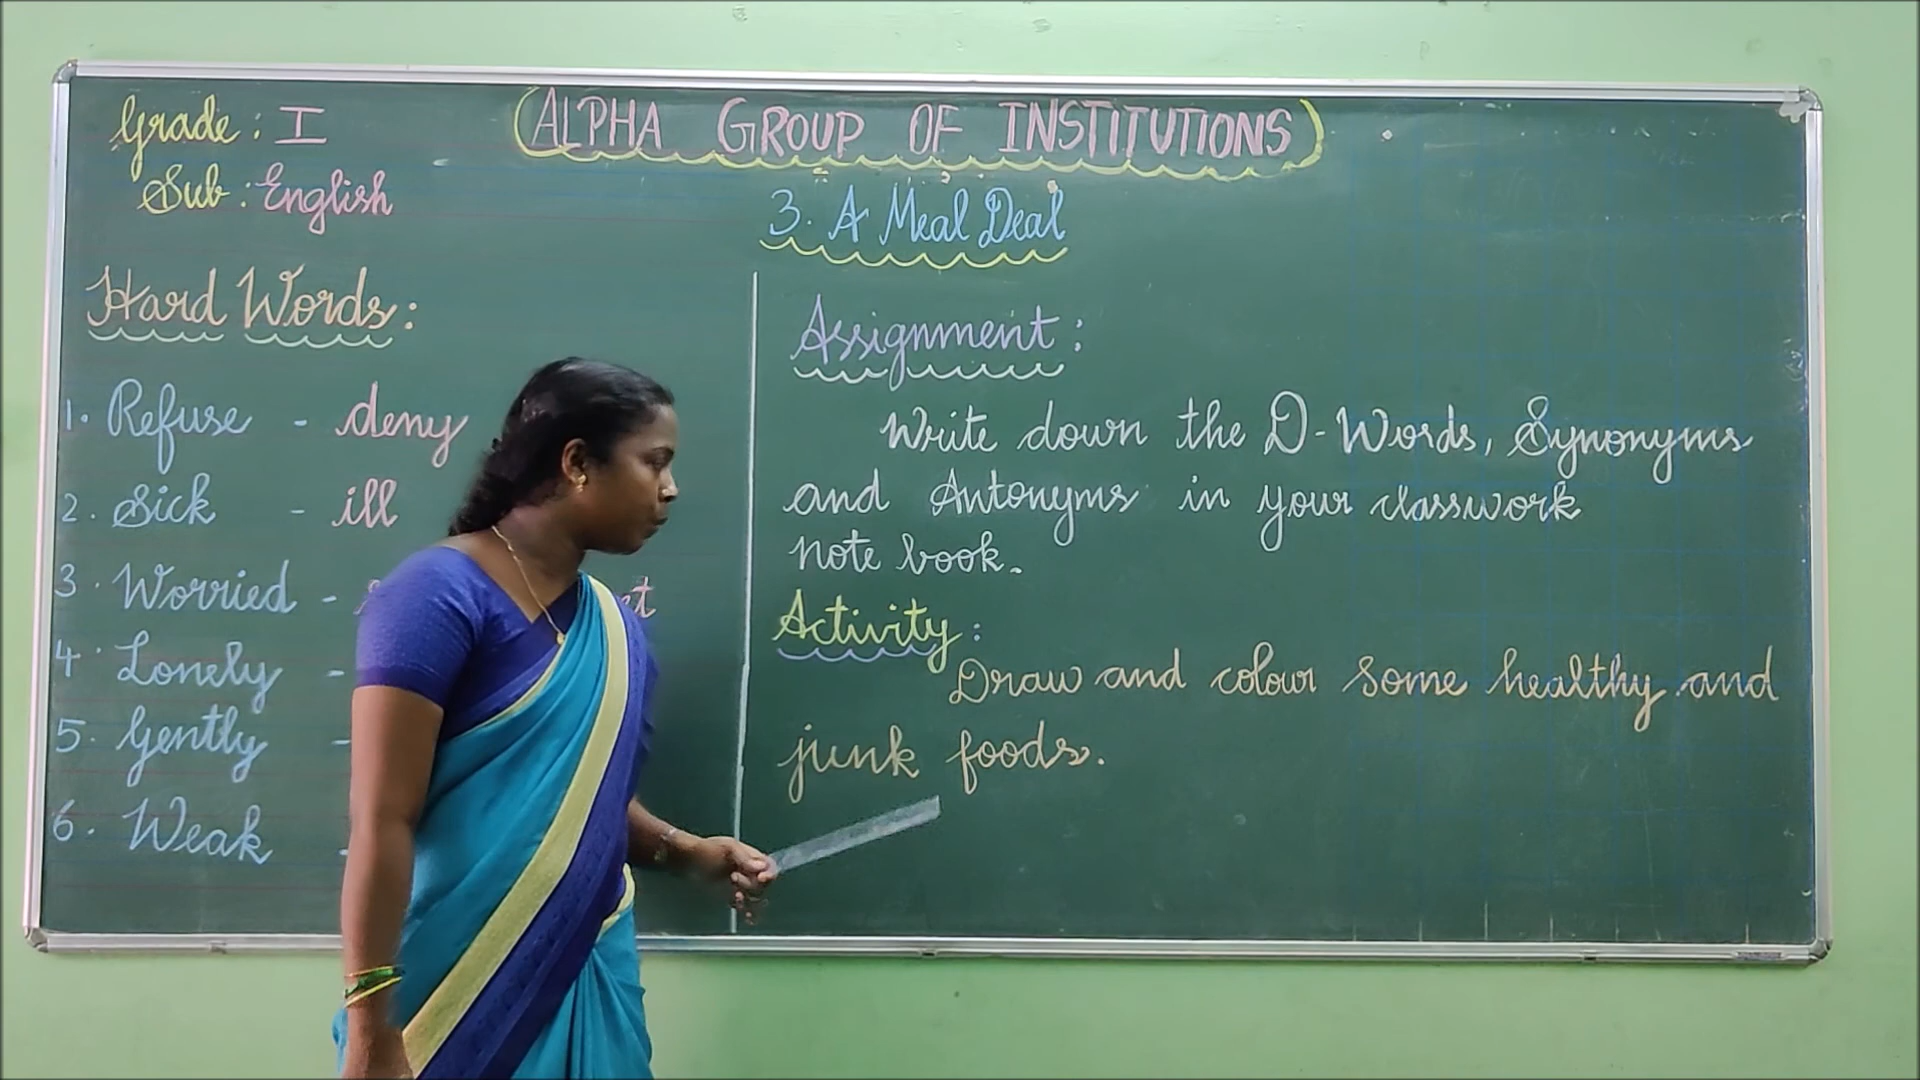 Grade : I
(ALPHA GROUP OF INSTITUTIONS)
Sub : English
3. A Meal Deal
Hard Words :
1. Refuse - deny
2. Sick - ill
3. Worried -
4. Lonely -
5. Gently -
6. Weak -
Assignment :
Write down the D-Words, Synonyms
and Antonyms in your classwork
note book.
Activity :
Draw and colour some healthy and
junk foods.